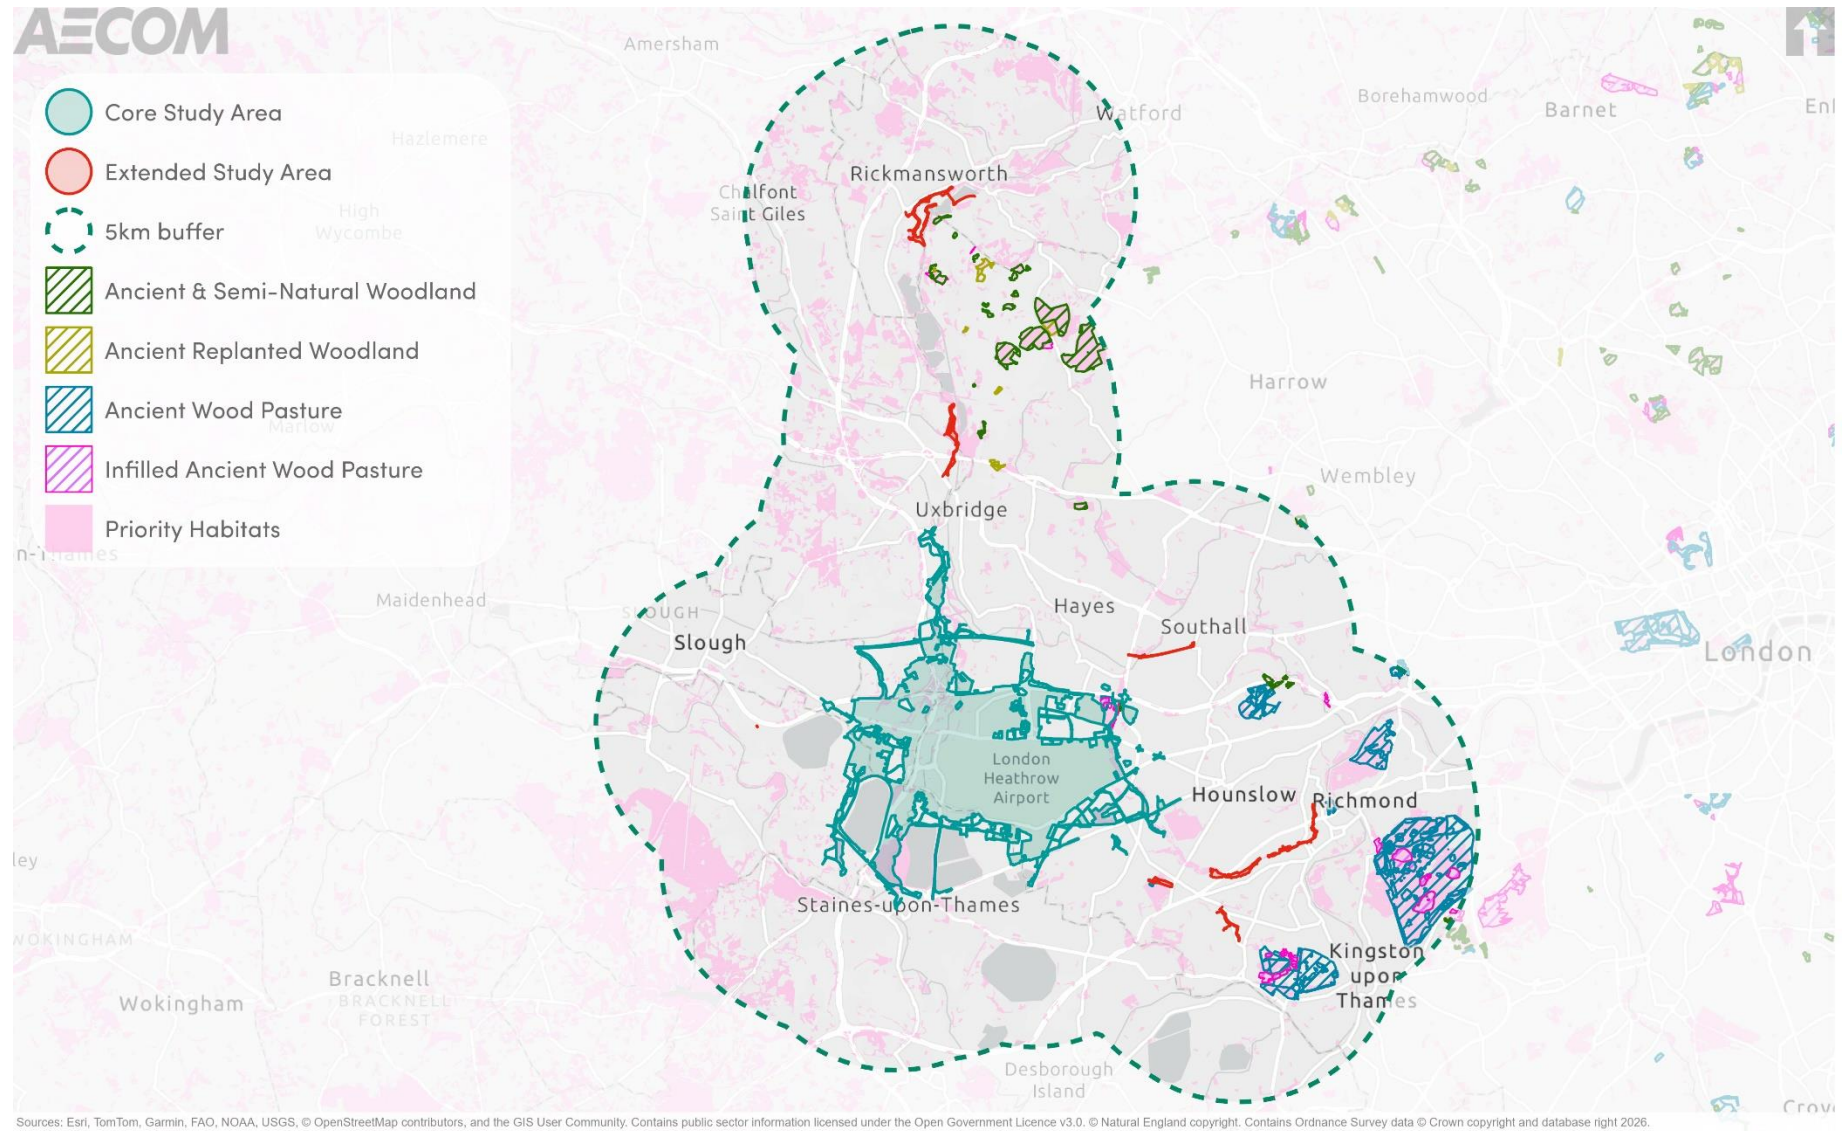 AECOM
Core Study Area
Extended Study Area
5km buffer
Ancient & Semi-Natural Woodland
Ancient Replanted Woodland
Ancient Wood Pasture
Infilled Ancient Wood Pasture
Priority Habitats
Amersham
Hazlemere
High
Wycombe
Marlow
Chalfont
Saint Giles
Rickmansworth
Watford
Borehamwood
Barnet
Harrow
Wembley
Uxbridge
Maidenhead
SLOUGH
Slough
Hayes
Southall
London
London
Heathrow
Airport
Hounslow
Richmond
Staines-upon-Thames
Kingston
upon
Thames
WOKINGHAM
Wokingham
Bracknell
BRACKNELL
FOREST
Desborough
Island
Sources: Esri, TomTom, Garmin, FAO, NOAA, USGS, © OpenStreetMap contributors, and the GIS User Community. Contains public sector information licensed under the Open Government Licence v3.0. © Natural England copyright. Contains Ordnance Survey data © Crown copyright and database right 2026.